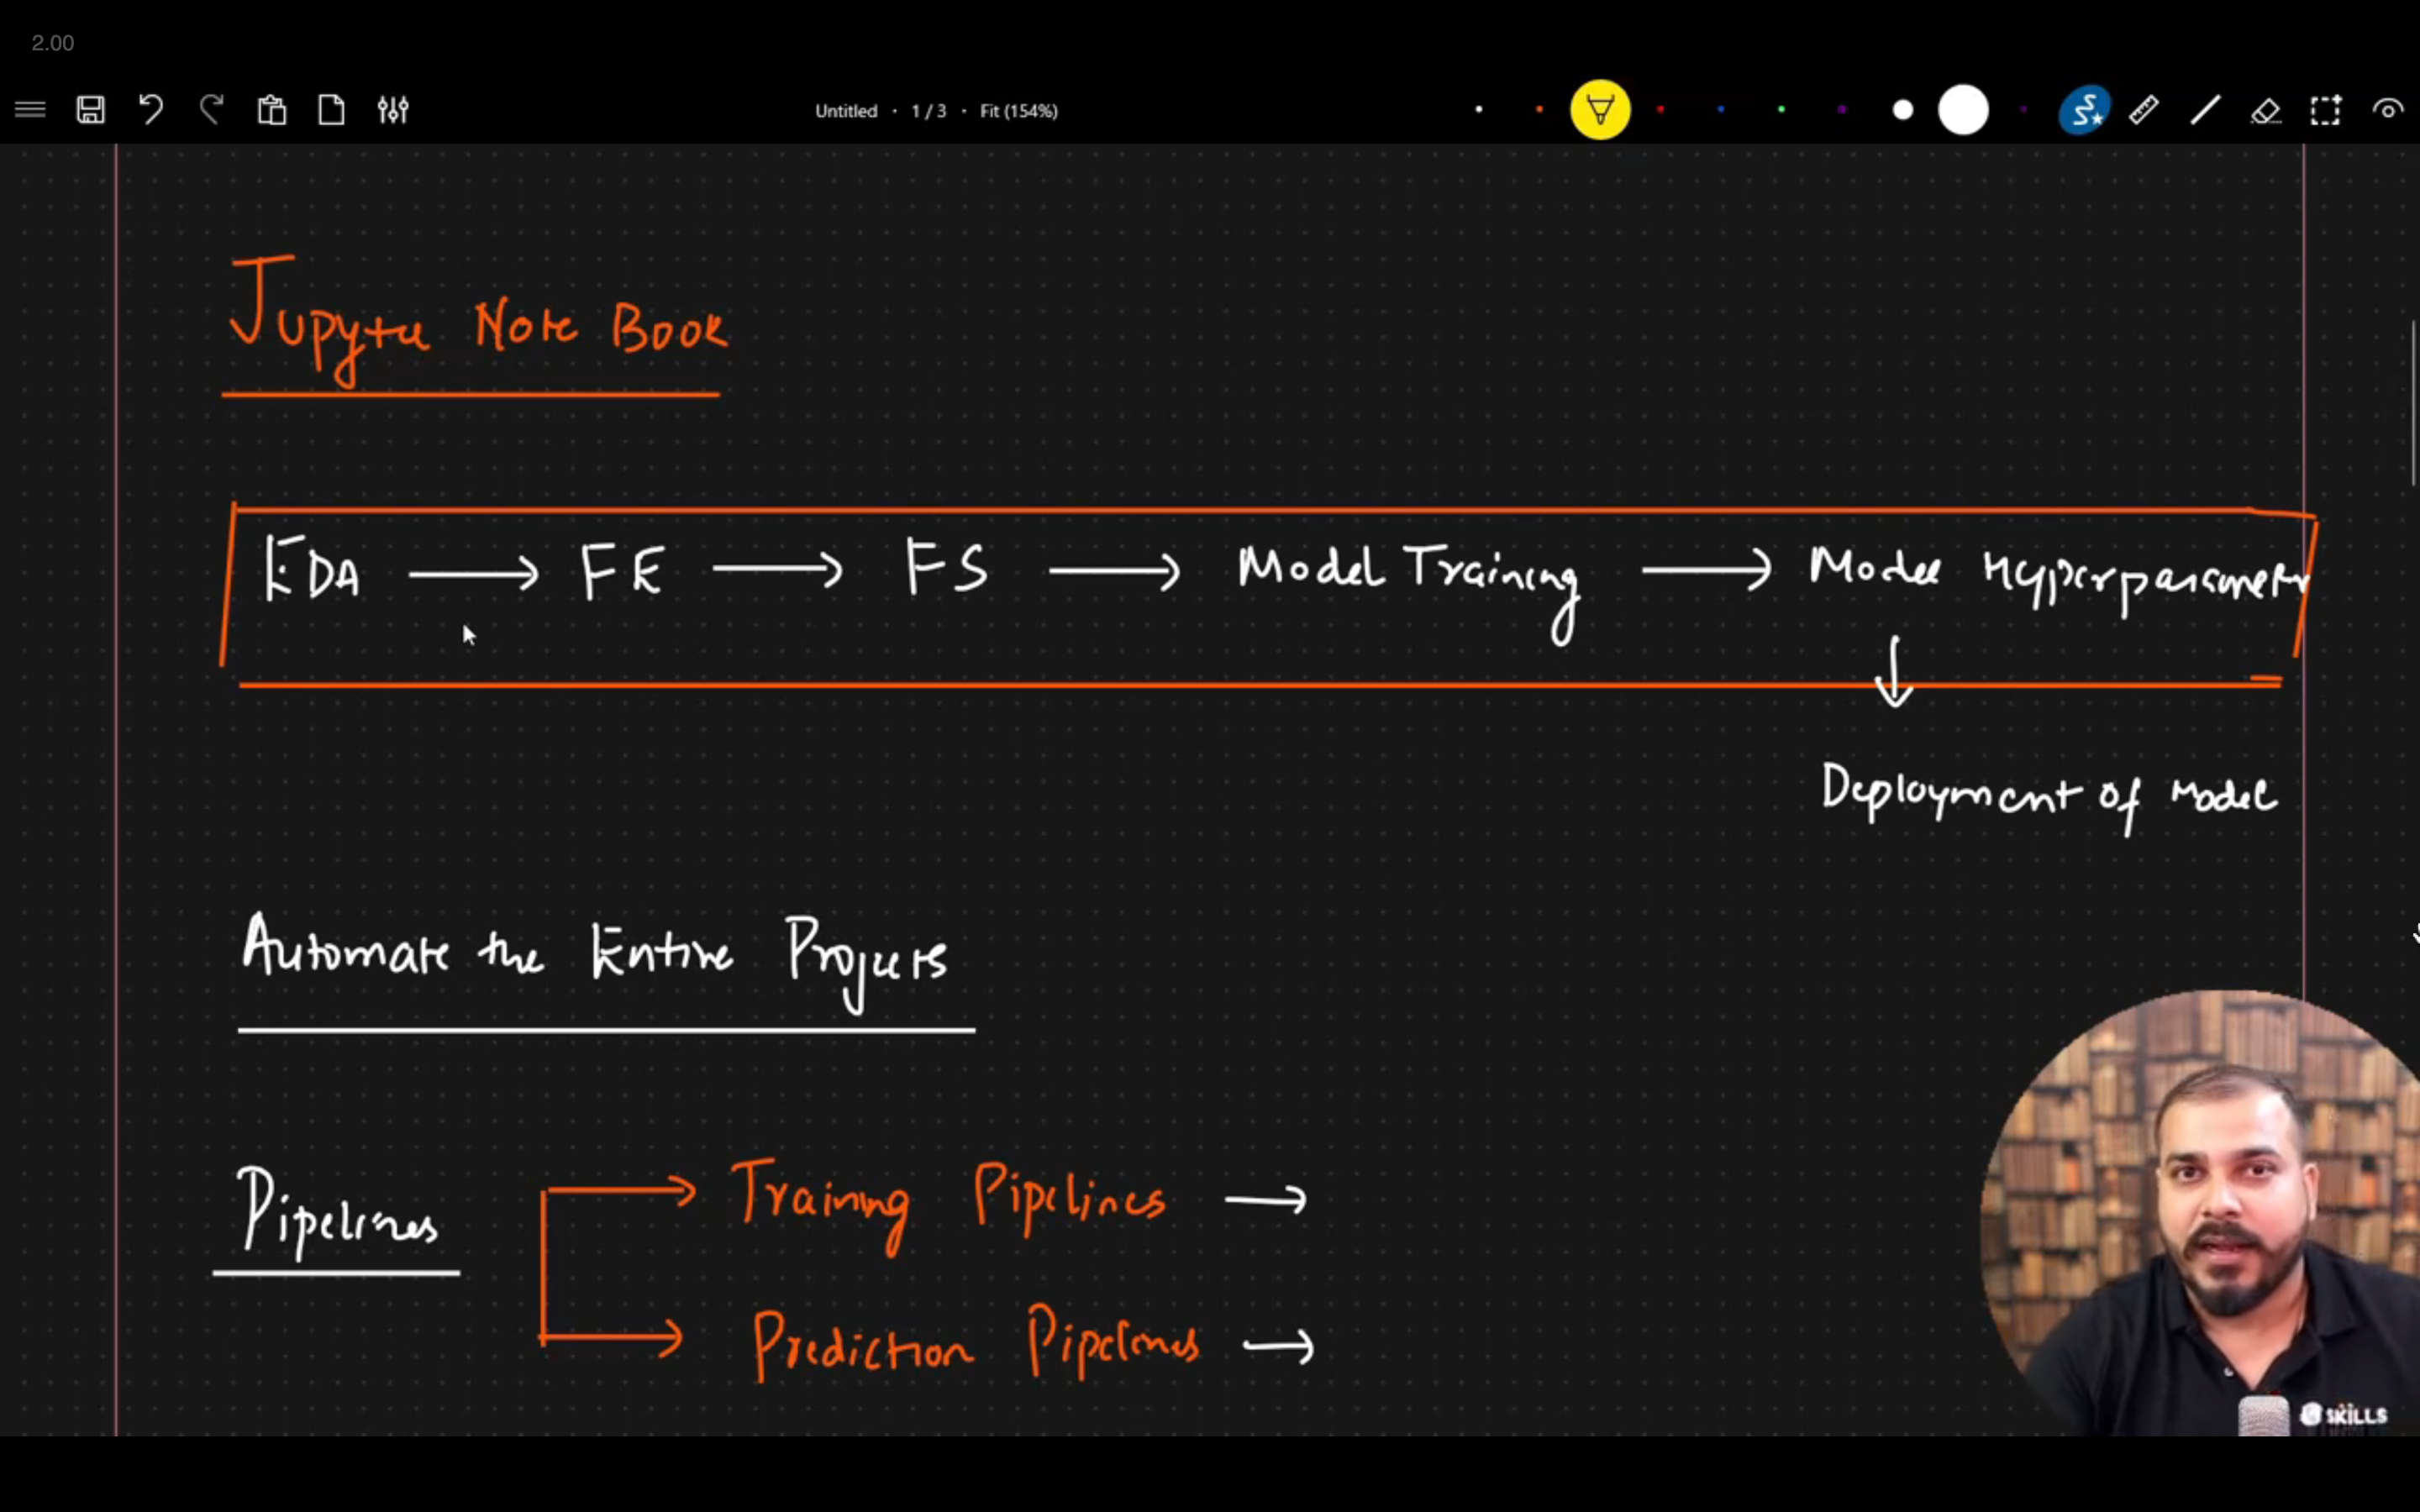 2.00
Untitled · 1 / 3 · Fit (154%)
Jupyter Note Book
EDA → FE → FS → Model Training → Model Hyperparameter
↓
Deployment of Model
Automate the Entire Projects
Pipelines → Training Pipelines →
→ Prediction Pipelines →
SKILLS